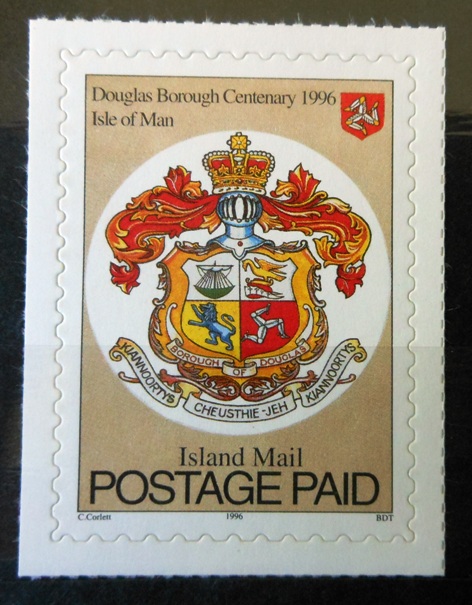 Douglas Borough Centenary 1996
Isle of Man
BOROUGH OF DOUGLAS
KIANNOORTYS CHEUSTHIE-JEH KIANNOORTYS
Island Mail
POSTAGE PAID
C.Corlett 1996 BDT